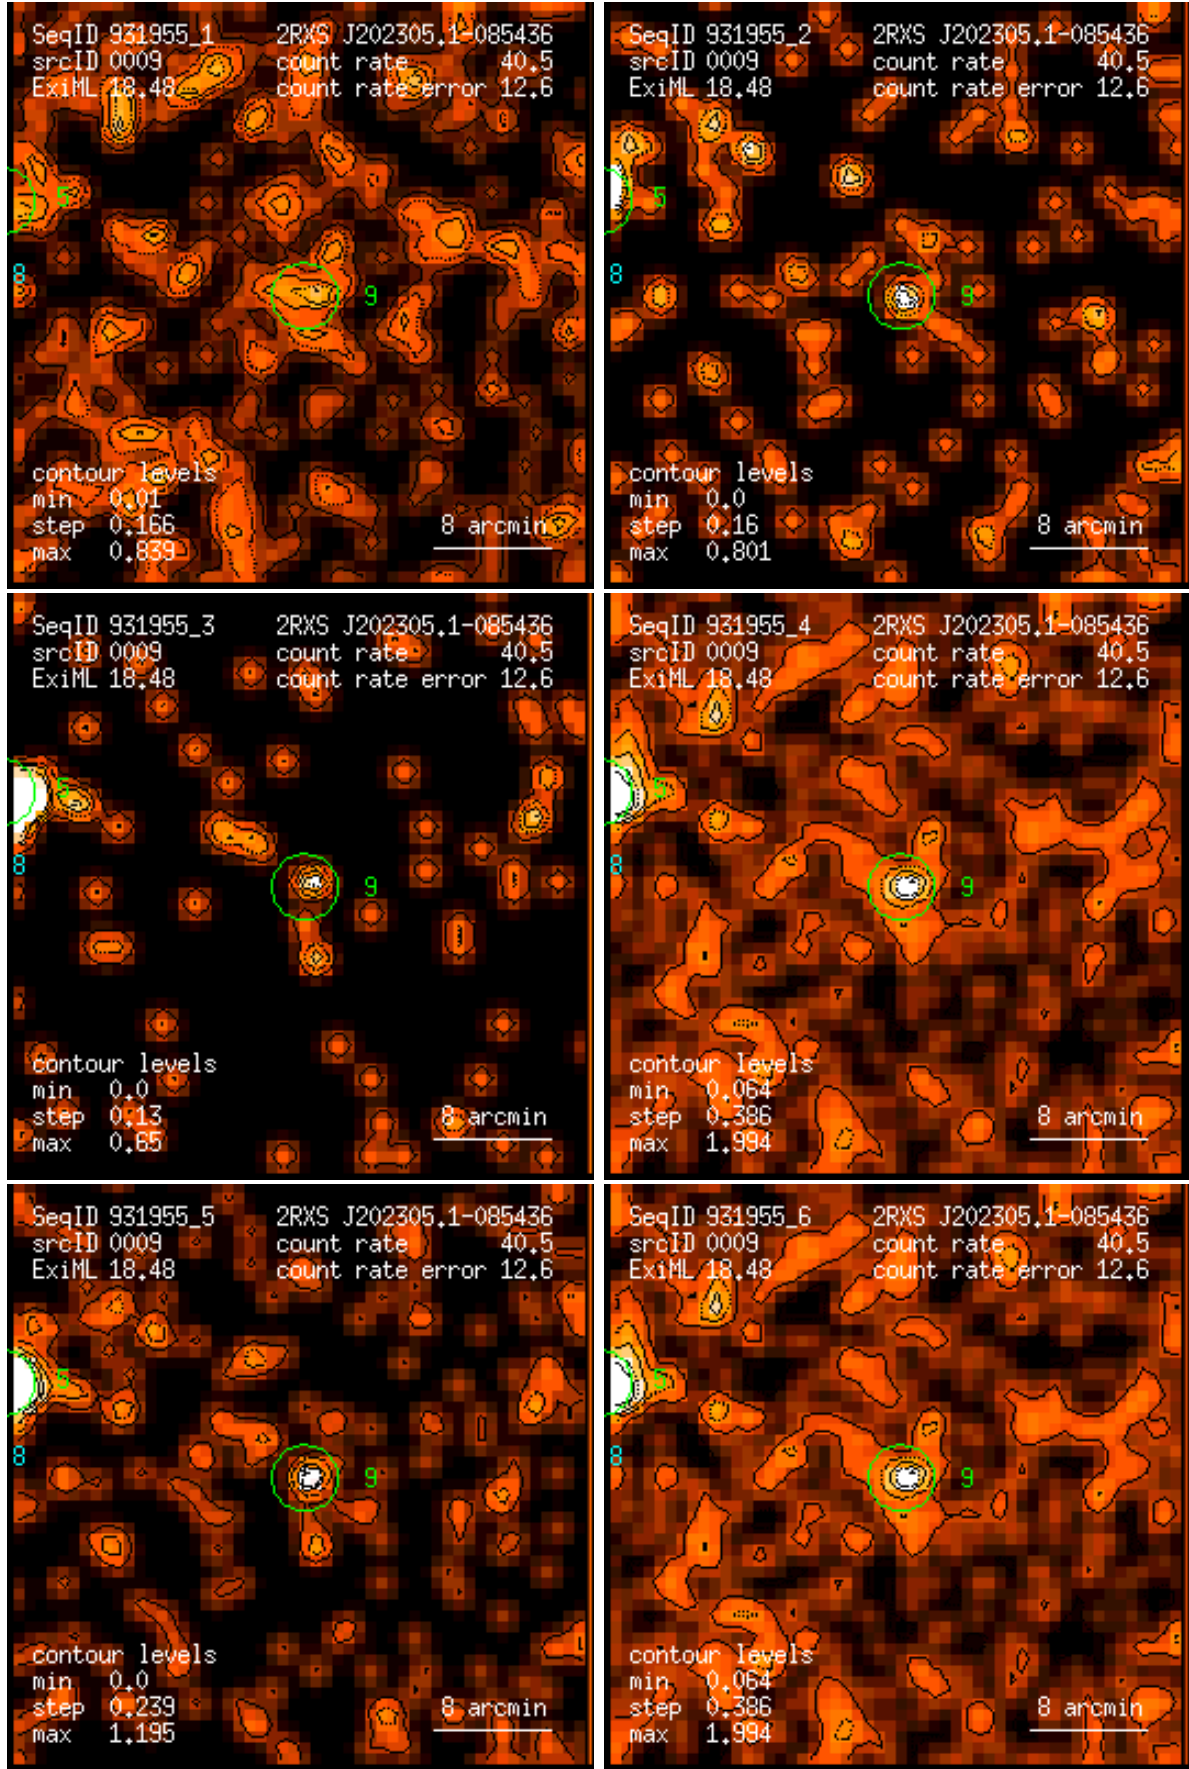 SeqID 931955_1 2RXS J202305.1-085436
srcID 0009 count rate 40.5
ExiML 18.48 count rate error 12.6
5
8
9
contour levels
min 0.01
step 0.166
max 0.839
8 arcmin
SeqID 931955_2 2RXS J202305.1-085436
srcID 0009 count rate 40.5
ExiML 18.48 count rate error 12.6
5
8
9
contour levels
min 0.0
step 0.16
max 0.801
8 arcmin
SeqID 931955_3 2RXS J202305.1-085436
srcID 0009 count rate 40.5
ExiML 18.48 count rate error 12.6
5
8
9
contour levels
min 0.0
step 0.13
max 0.65
8 arcmin
SeqID 931955_4 2RXS J202305.1-085436
srcID 0009 count rate 40.5
ExiML 18.48 count rate error 12.6
5
8
9
contour levels
min 0.064
step 0.386
max 1.994
8 arcmin
SeqID 931955_5 2RXS J202305.1-085436
srcID 0009 count rate 40.5
ExiML 18.48 count rate error 12.6
5
8
9
contour levels
min 0.0
step 0.239
max 1.195
8 arcmin
SeqID 931955_6 2RXS J202305.1-085436
srcID 0009 count rate 40.5
ExiML 18.48 count rate error 12.6
5
8
9
contour levels
min 0.064
step 0.386
max 1.994
8 arcmin